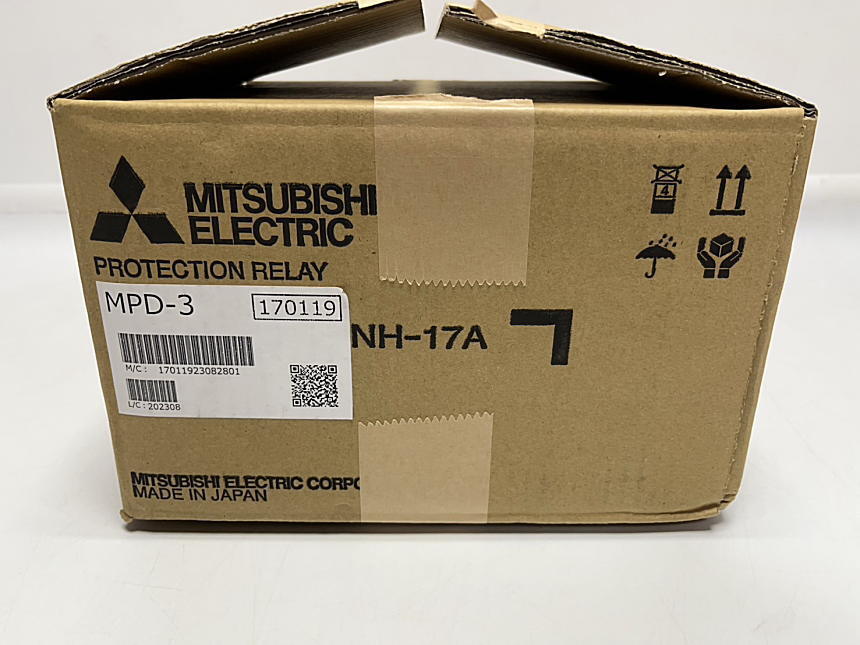 MITSUBISHI
ELECTRIC
PROTECTION RELAY
MPD-3
170119
NH-17A
M/C: 17011923082801
L/C: 202308
4
MITSUBISHI ELECTRIC CORPO
MADE IN JAPAN